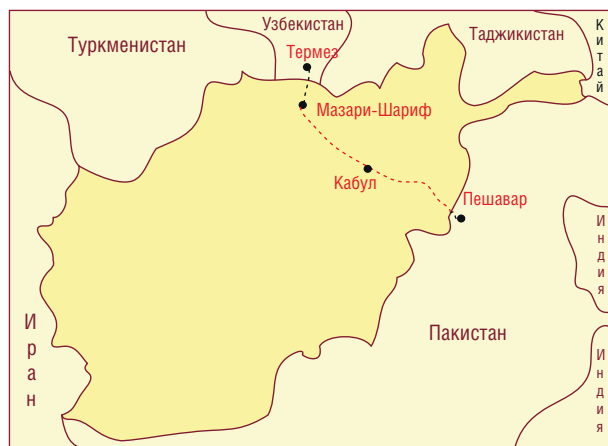 Узбекистан
Туркменистан
Таджикистан
Китай
Термез
Мазари-Шариф
Кабул
Пешавар
Индия
Иран
Пакистан
Индия